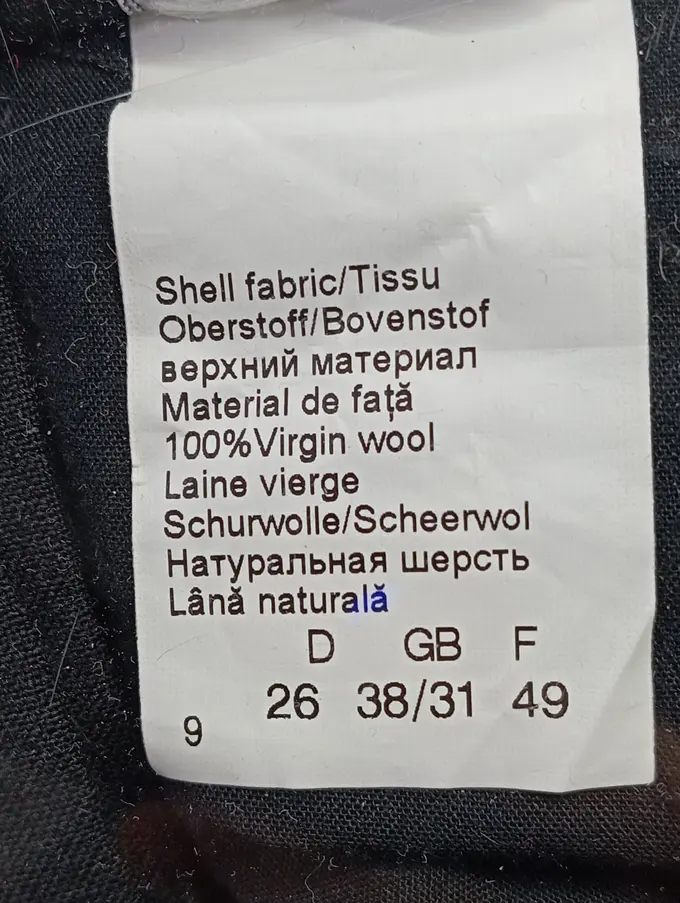 Shell fabric/Tissu
Oberstoff/Bovenstof
верхний материал
Material de față
100%Virgin wool
Laine vierge
Schurwolle/Scheerwol
Натуральная шерсть
Lână naturală
D GB F
26 38/31 49
9